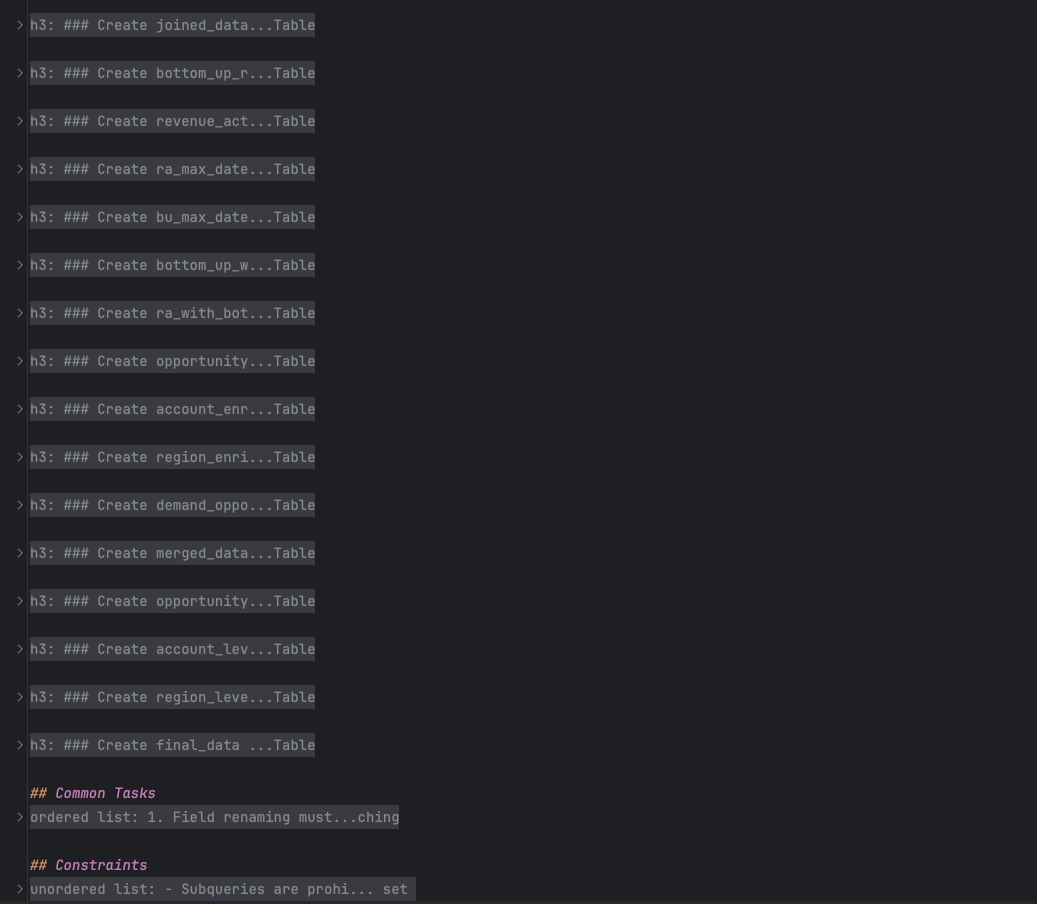 h3: ### Create joined_data...Table
h3: ### Create bottom_up_r...Table
h3: ### Create revenue_act...Table
h3: ### Create ra_max_date...Table
h3: ### Create bu_max_date...Table
h3: ### Create bottom_up_w...Table
h3: ### Create ra_with_bot...Table
h3: ### Create opportunity...Table
h3: ### Create account_enr...Table
h3: ### Create region_enri...Table
h3: ### Create demand_oppo...Table
h3: ### Create merged_data...Table
h3: ### Create opportunity...Table
h3: ### Create account_lev...Table
h3: ### Create region_leve...Table
h3: ### Create final_data ...Table
## Common Tasks
ordered list: 1. Field renaming must...ching
## Constraints
unordered list: - Subqueries are prohi... set